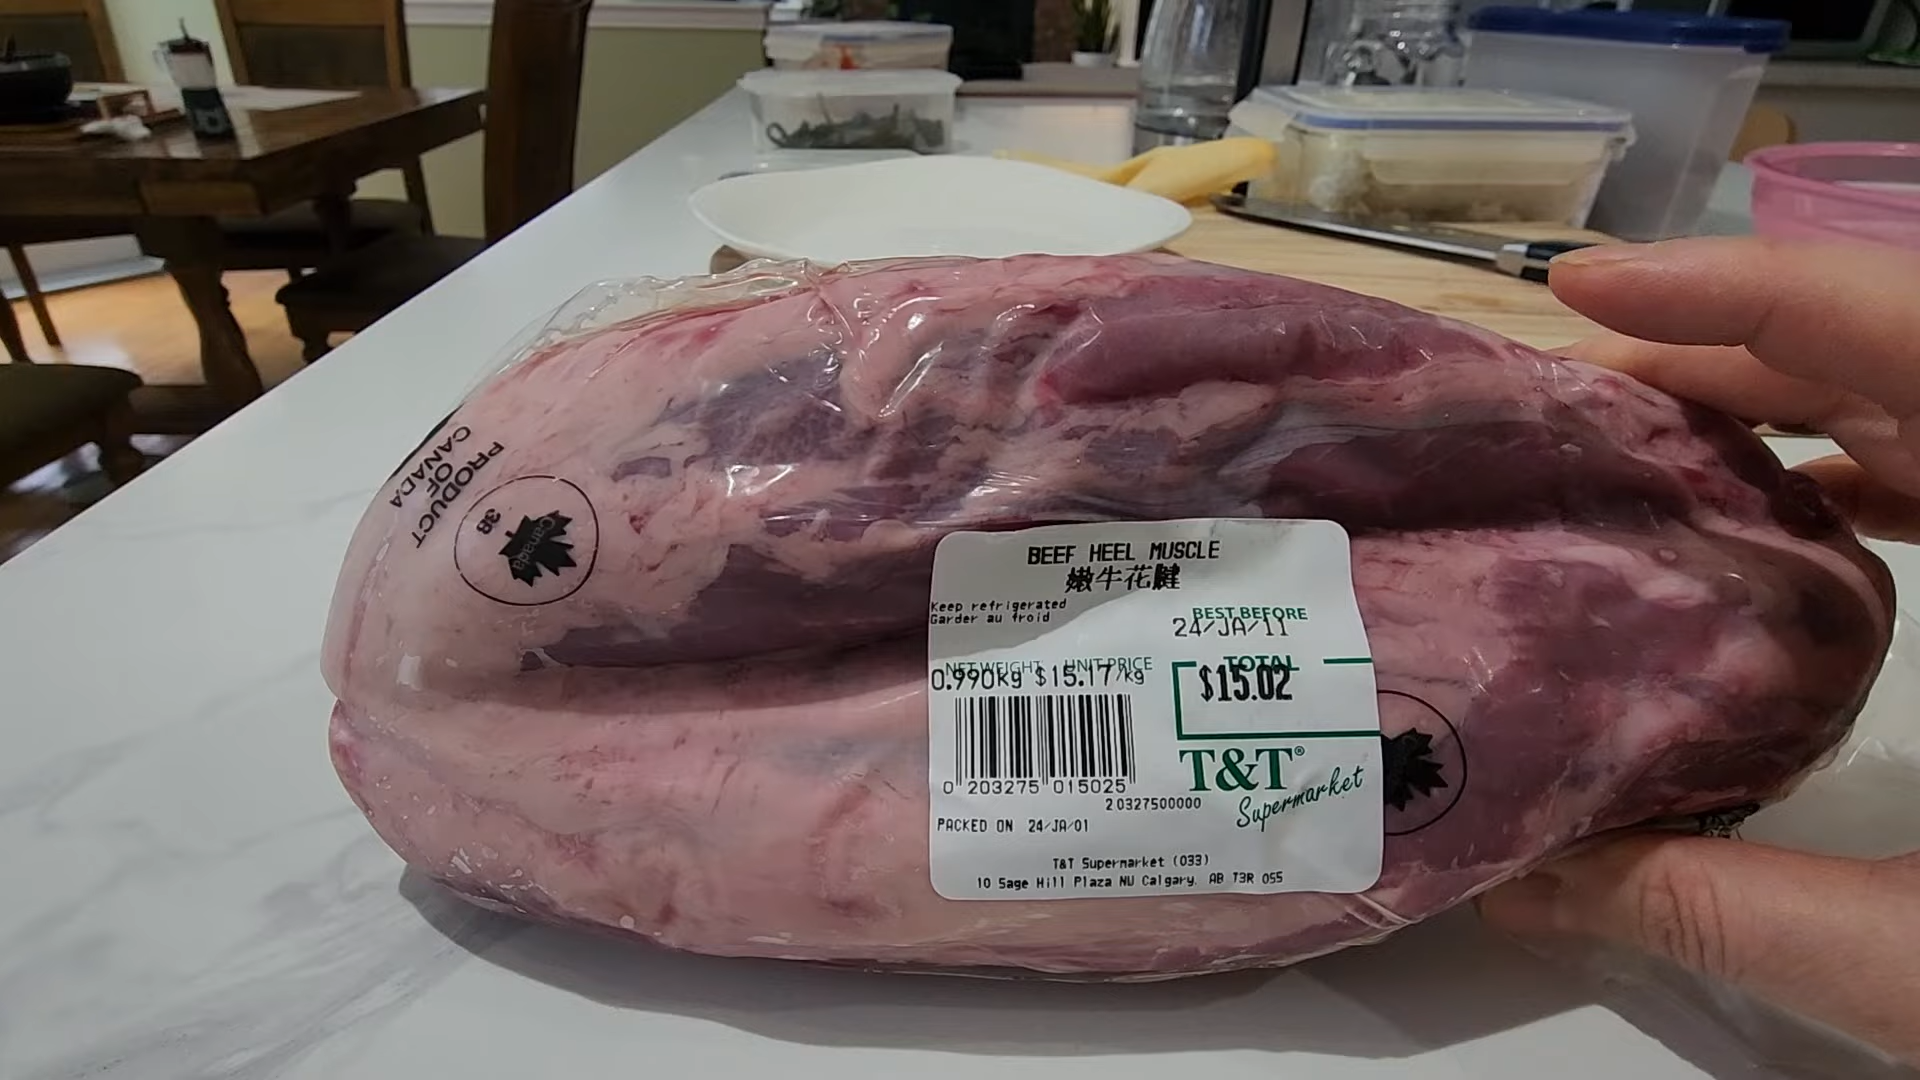 PRODUCT
OF
CANADA
38
Canada
BEEF HEEL MUSCLE
嫩牛花腱
Keep refrigerated
Garder au froid
BEST BEFORE
24/JA/11
NET WEIGHT UNIT PRICE TOTAL
0.990kg $15.17/kg $15.02
0 203275 015025
20327500000
T&T®
Supermarket
PACKED ON 24/JA/01
T&T Supermarket (033)
10 Sage Hill Plaza NW Calgary. AB T3R 0S5